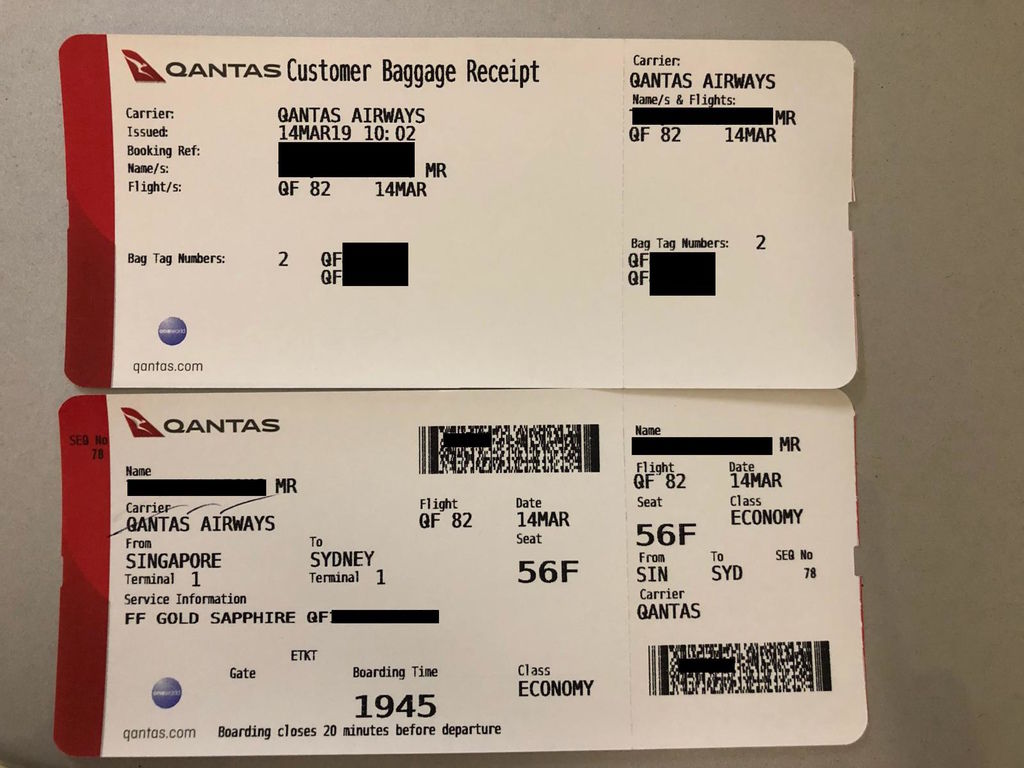 QANTAS Customer Baggage Receipt
Carrier: QANTAS AIRWAYS
Issued: 14MAR19 10:02
Booking Ref:
Name/s: MR
Flight/s: QF 82 14MAR
Bag Tag Numbers: 2 QF
QF
oneworld
qantas.com
Carrier:
QANTAS AIRWAYS
Name/s & Flights:
MR
QF 82 14MAR
Bag Tag Numbers: 2
QF
QF
SEQ No
78
QANTAS
Name
MR
Carrier
QANTAS AIRWAYS
Flight Date
QF 82 14MAR
From To Seat
SINGAPORE SYDNEY 56F
Terminal 1 Terminal 1
Service Information
FF GOLD SAPPHIRE QF
ETKT
Gate Boarding Time Class
1945 ECONOMY
oneworld
qantas.com
Boarding closes 20 minutes before departure
Name
MR
Flight Date
QF 82 14MAR
Seat Class
56F ECONOMY
From To SEQ No
SIN SYD 78
Carrier
QANTAS